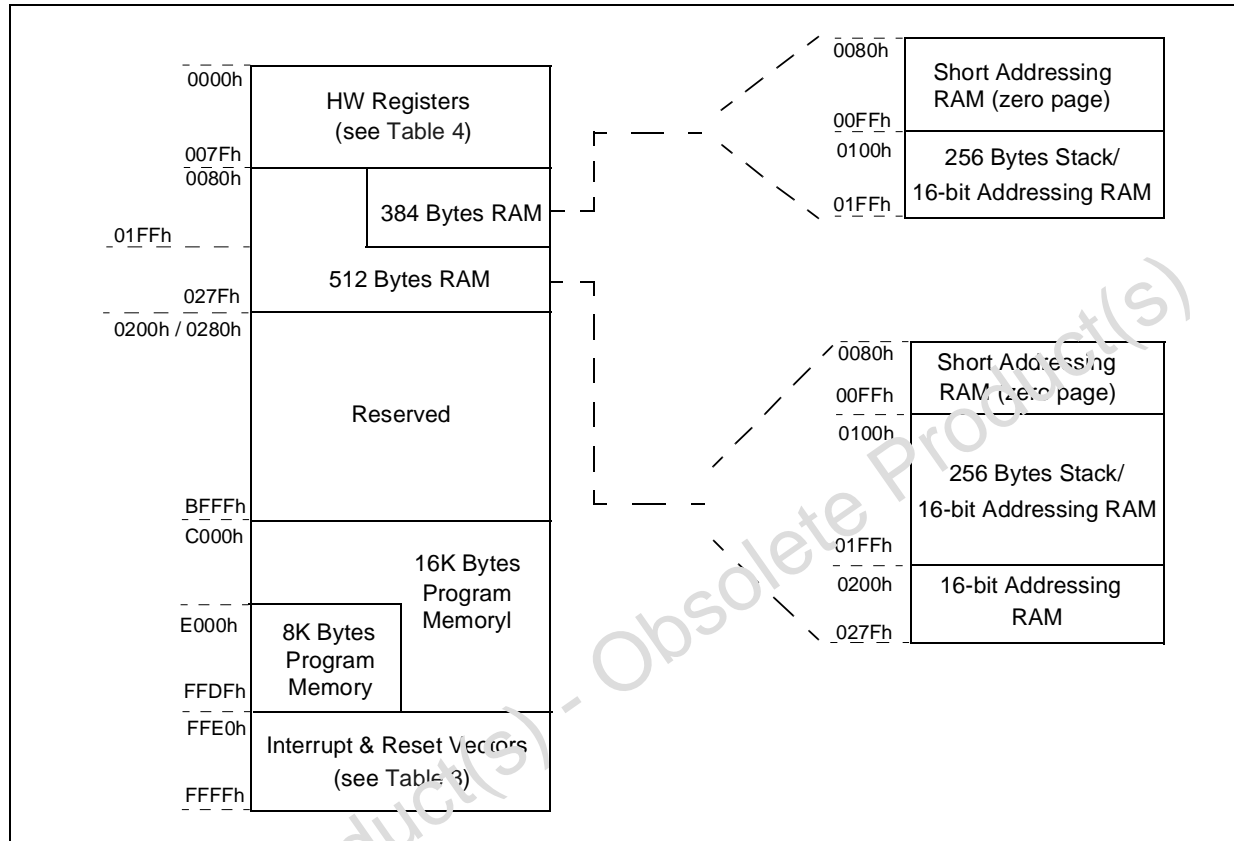 0000h
HW Registers
(see Table 4)
007Fh
0080h
384 Bytes RAM
01FFh
512 Bytes RAM
027Fh
0200h / 0280h
Reserved
BFFFh
C000h
16K Bytes
Program
Memoryl
E000h
8K Bytes
Program
Memory
FFDFh
FFE0h
Interrupt & Reset Vectors
(see Table 3)
FFFFh
0080h
Short Addressing
RAM (zero page)
00FFh
0100h
256 Bytes Stack/
16-bit Addressing RAM
01FFh
0080h
Short Addressing
RAM (zero page)
00FFh
0100h
256 Bytes Stack/
16-bit Addressing RAM
01FFh
0200h
16-bit Addressing
RAM
027Fh
duct(s) - Obsolete Product(s)